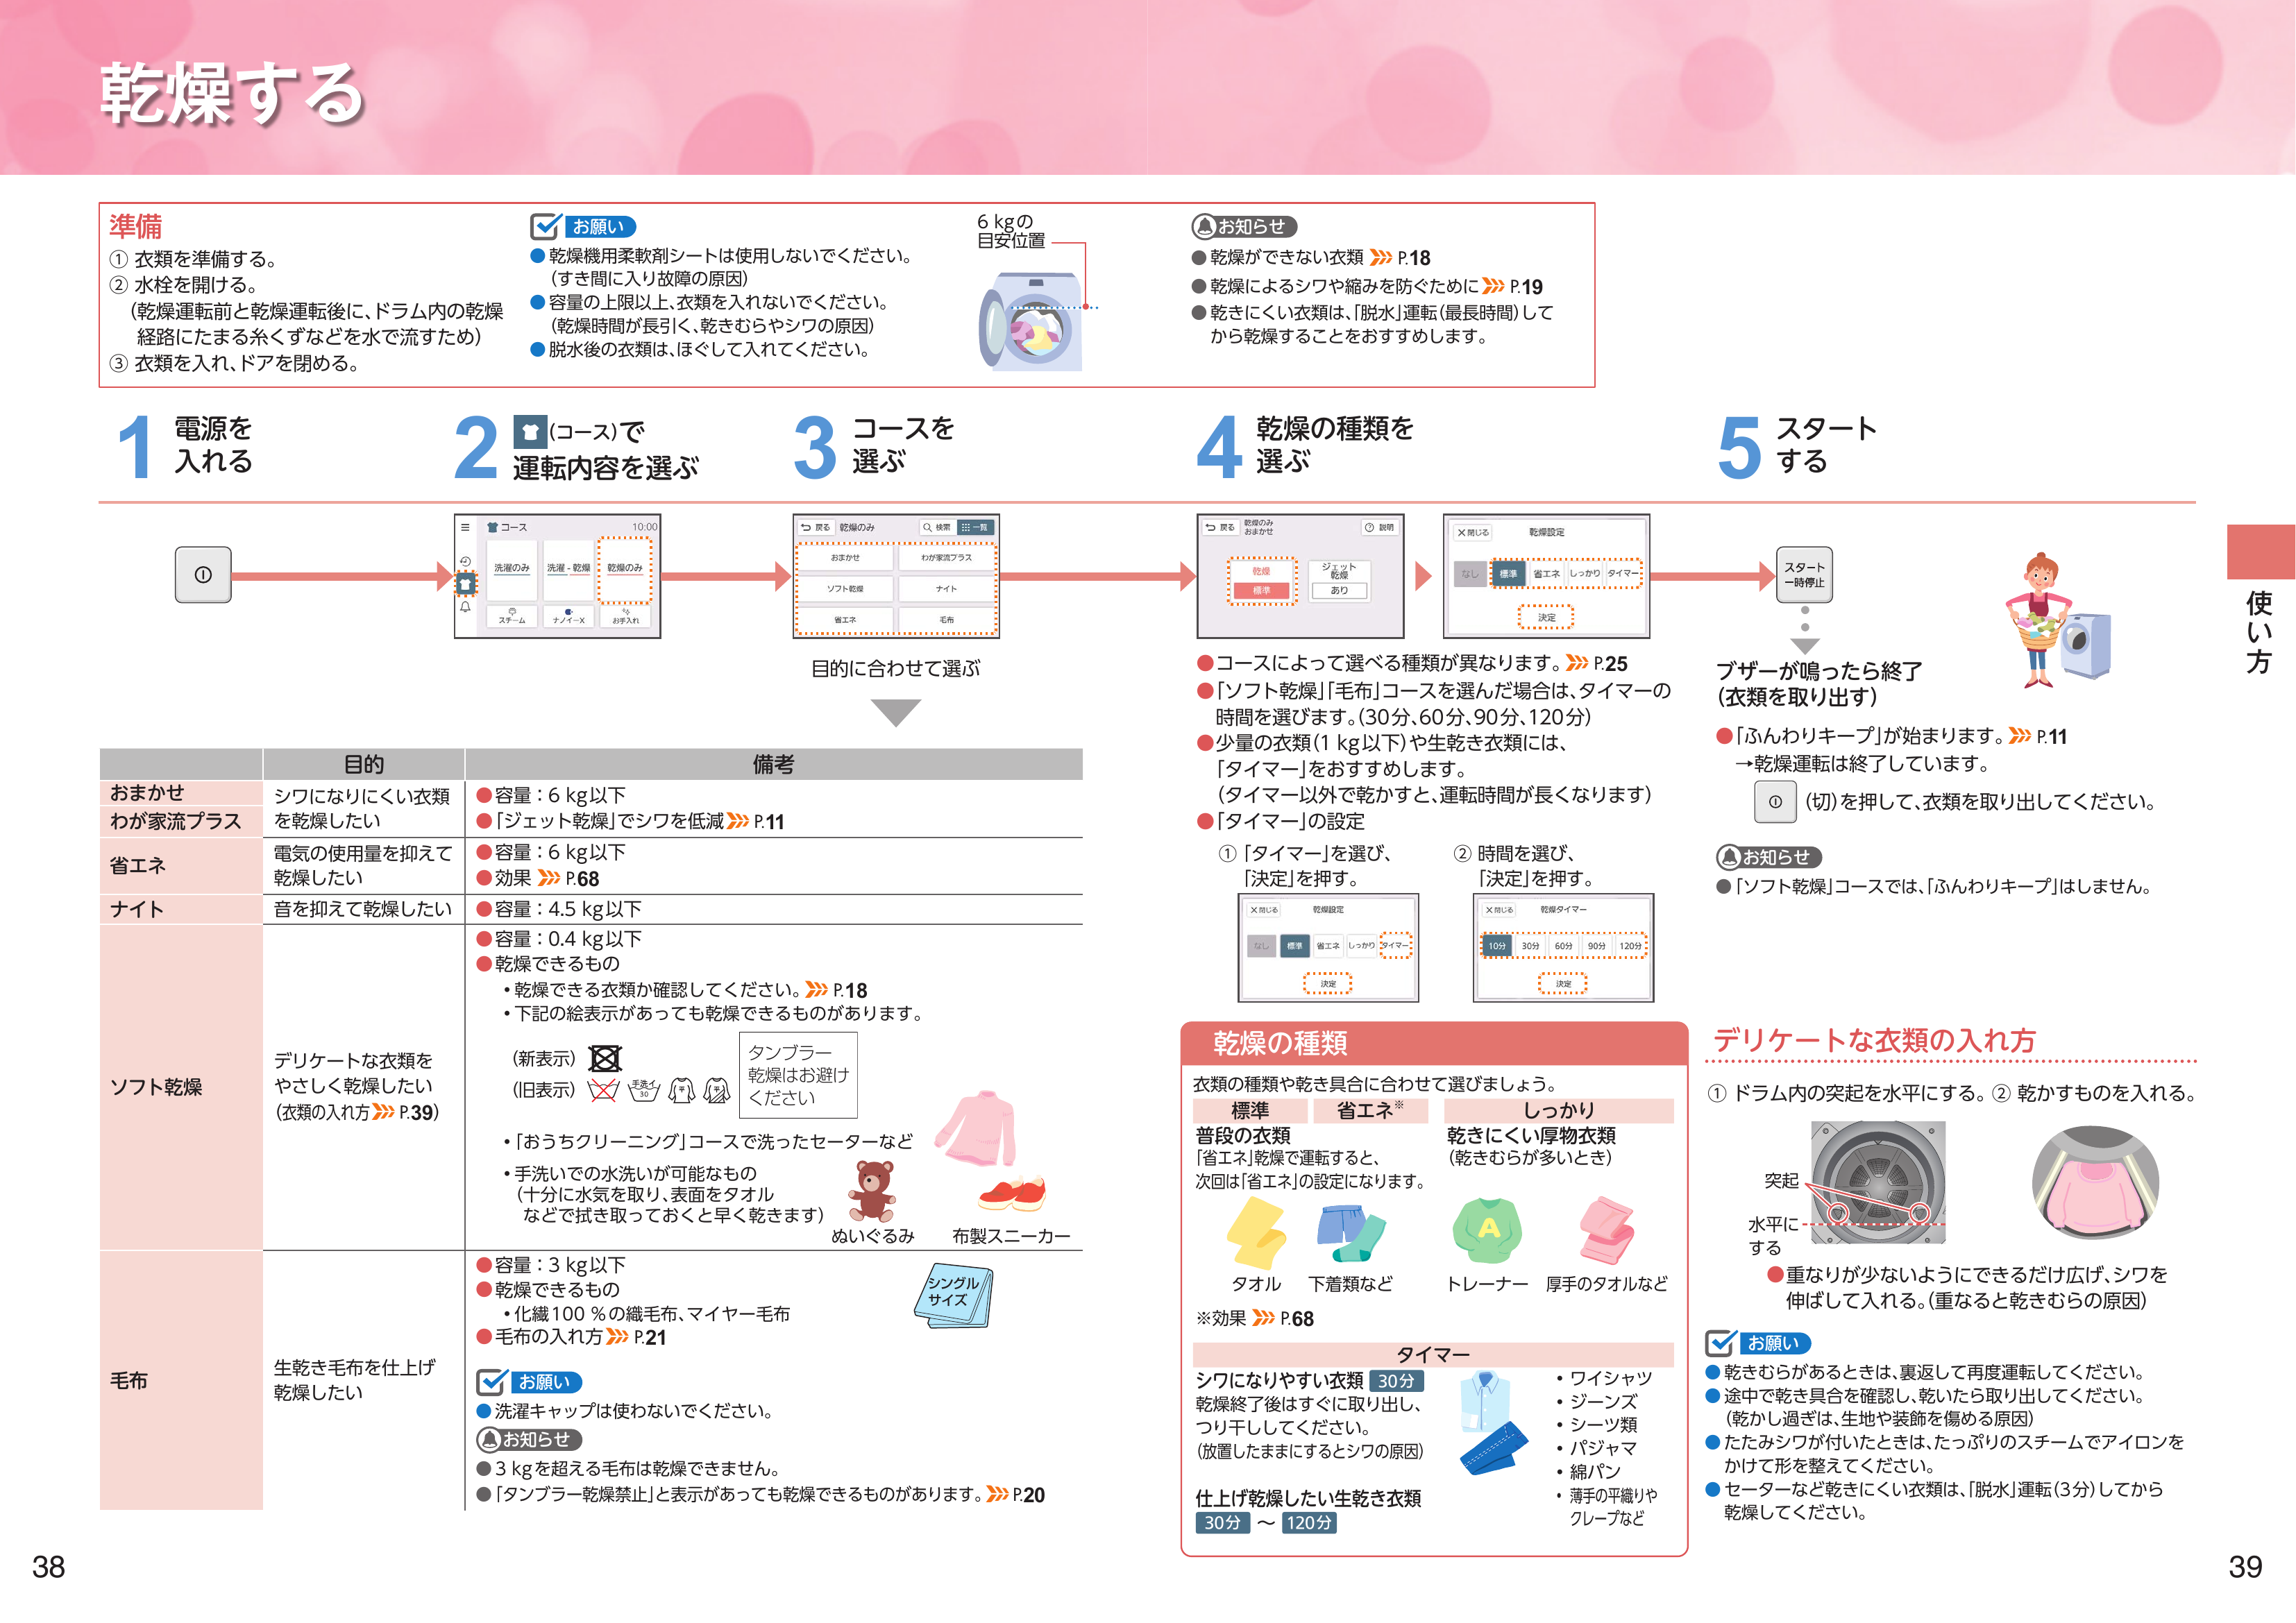 乾燥する
準備
① 衣類を準備する。
② 水栓を開ける。
(乾燥運転前と乾燥運転後に、ドラム内の乾燥
経路にたまる糸くずなどを水で流すため)
③ 衣類を入れ、ドアを閉める。
お願い
●乾燥機用柔軟剤シートは使用しないでください。
(すき間に入り故障の原因)
●容量の上限以上、衣類を入れないでください。
(乾燥時間が長引く、乾きむらやシワの原因)
●脱水後の衣類は、ほぐして入れてください。
6 kgの
目安位置
お知らせ
●乾燥ができない衣類 P.18
●乾燥によるシワや縮みを防ぐために P.19
●乾きにくい衣類は、「脱水」運転(最長時間)して
から乾燥することをおすすめします。
1 電源を
入れる
2 (コース)で
運転内容を選ぶ
3 コースを
選ぶ
4 乾燥の種類を
選ぶ
5 スタート
する
コース 10:00
洗濯のみ 洗濯-乾燥 乾燥のみ
スチーム ナノイーX お手入れ
戻る 乾燥のみ 検索 一覧
おまかせ わが家流プラス
ソフト乾燥 ナイト
省エネ 毛布
目的に合わせて選ぶ
戻る 乾燥のみ
おまかせ 説明
乾燥
標準
ジェット
乾燥
あり
×閉じる 乾燥設定
なし 標準 省エネ しっかり タイマー
決定
スタート
一時停止
ブザーが鳴ったら終了
(衣類を取り出す)
●「ふんわりキープ」が始まります。 P.11
→乾燥運転は終了しています。
(切)を押して、衣類を取り出してください。
お知らせ
●「ソフト乾燥」コースでは、「ふんわりキープ」はしません。
使い方
目的 備考
おまかせ
わが家流プラス
シワになりにくい衣類
を乾燥したい
●容量：6 kg以下
●「ジェット乾燥」でシワを低減 P.11
省エネ
電気の使用量を抑えて
乾燥したい
●容量：6 kg以下
●効果 P.68
ナイト
音を抑えて乾燥したい
●容量：4.5 kg以下
ソフト乾燥
デリケートな衣類を
やさしく乾燥したい
(衣類の入れ方 P.39)
●容量：0.4 kg以下
●乾燥できるもの
・乾燥できる衣類か確認してください。 P.18
・下記の絵表示があっても乾燥できるものがあります。
(新表示)
(旧表示) 手洗イ
30
タンブラー
乾燥はお避け
ください
・「おうちクリーニング」コースで洗ったセーターなど
・手洗いでの水洗いが可能なもの
(十分に水気を取り、表面をタオル
などで拭き取っておくと早く乾きます)
ぬいぐるみ 布製スニーカー
毛布
生乾き毛布を仕上げ
乾燥したい
●容量：3 kg以下
●乾燥できるもの
・化繊100 %の織毛布、マイヤー毛布
●毛布の入れ方 P.21
シングル
サイズ
お願い
●洗濯キャップは使わないでください。
お知らせ
●3 kgを超える毛布は乾燥できません。
●「タンブラー乾燥禁止」と表示があっても乾燥できるものがあります。 P.20
●コースによって選べる種類が異なります。 P.25
●「ソフト乾燥」「毛布」コースを選んだ場合は、タイマーの
時間を選びます。(30分、60分、90分、120分)
●少量の衣類(1 kg以下)や生乾き衣類には、
「タイマー」をおすすめします。
(タイマー以外で乾かすと、運転時間が長くなります)
●「タイマー」の設定
① 「タイマー」を選び、
「決定」を押す。
② 時間を選び、
「決定」を押す。
×閉じる 乾燥設定
なし 標準 省エネ しっかり タイマー
決定
×閉じる 乾燥タイマー
10分 30分 60分 90分 120分
決定
乾燥の種類
衣類の種類や乾き具合に合わせて選びましょう。
標準 省エネ※ しっかり
普段の衣類
「省エネ」乾燥で運転すると、
次回は「省エネ」の設定になります。
乾きにくい厚物衣類
(乾きむらが多いとき)
A
タオル 下着類など トレーナー 厚手のタオルなど
※効果 P.68
タイマー
シワになりやすい衣類 30分
乾燥終了後はすぐに取り出し、
つり干ししてください。
(放置したままにするとシワの原因)
仕上げ乾燥したい生乾き衣類
30分 ～ 120分
・ワイシャツ
・ジーンズ
・シーツ類
・パジャマ
・綿パン
・薄手の平織りや
クレープなど
デリケートな衣類の入れ方
① ドラム内の突起を水平にする。 ② 乾かすものを入れる。
突起
水平に
する
●重なりが少ないようにできるだけ広げ、シワを
伸ばして入れる。(重なると乾きむらの原因)
お願い
●乾きむらがあるときは、裏返して再度運転してください。
●途中で乾き具合を確認し、乾いたら取り出してください。
(乾かし過ぎは、生地や装飾を傷める原因)
●たたみシワが付いたときは、たっぷりのスチームでアイロンを
かけて形を整えてください。
●セーターなど乾きにくい衣類は、「脱水」運転(3分)してから
乾燥してください。
38
39